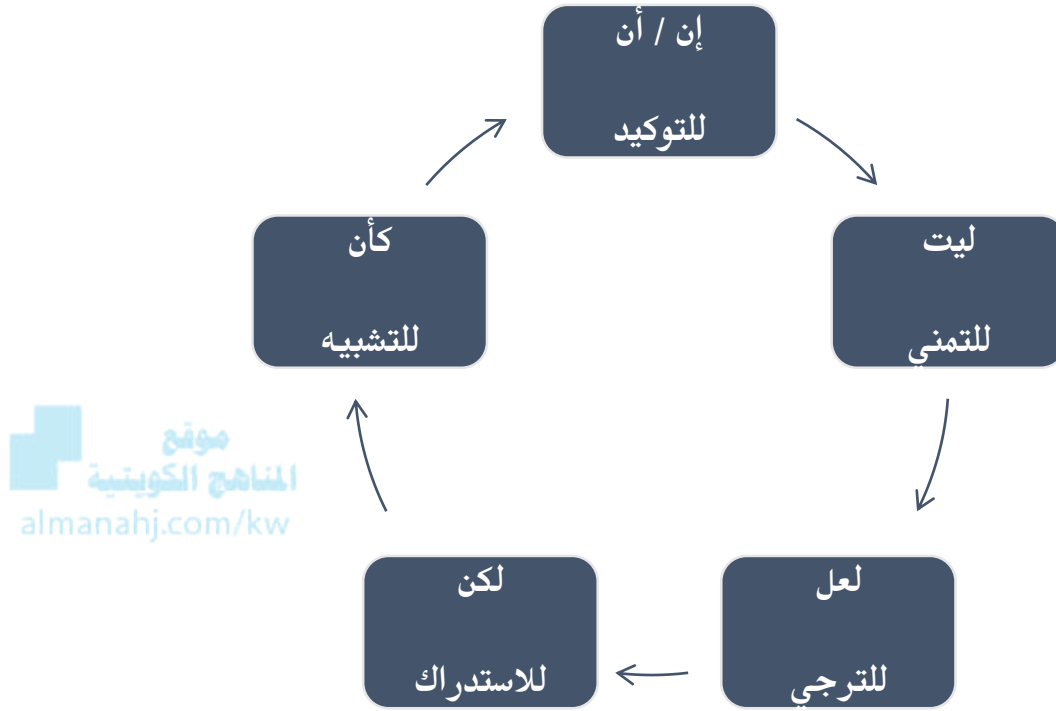 إن / أن
للتوكيد
ليت
للتمني
لعل
للترجي
لكن
للاستدراك
كأن
للتشبيه
موقع
المناهج الكويتية
almanahj.com/kw